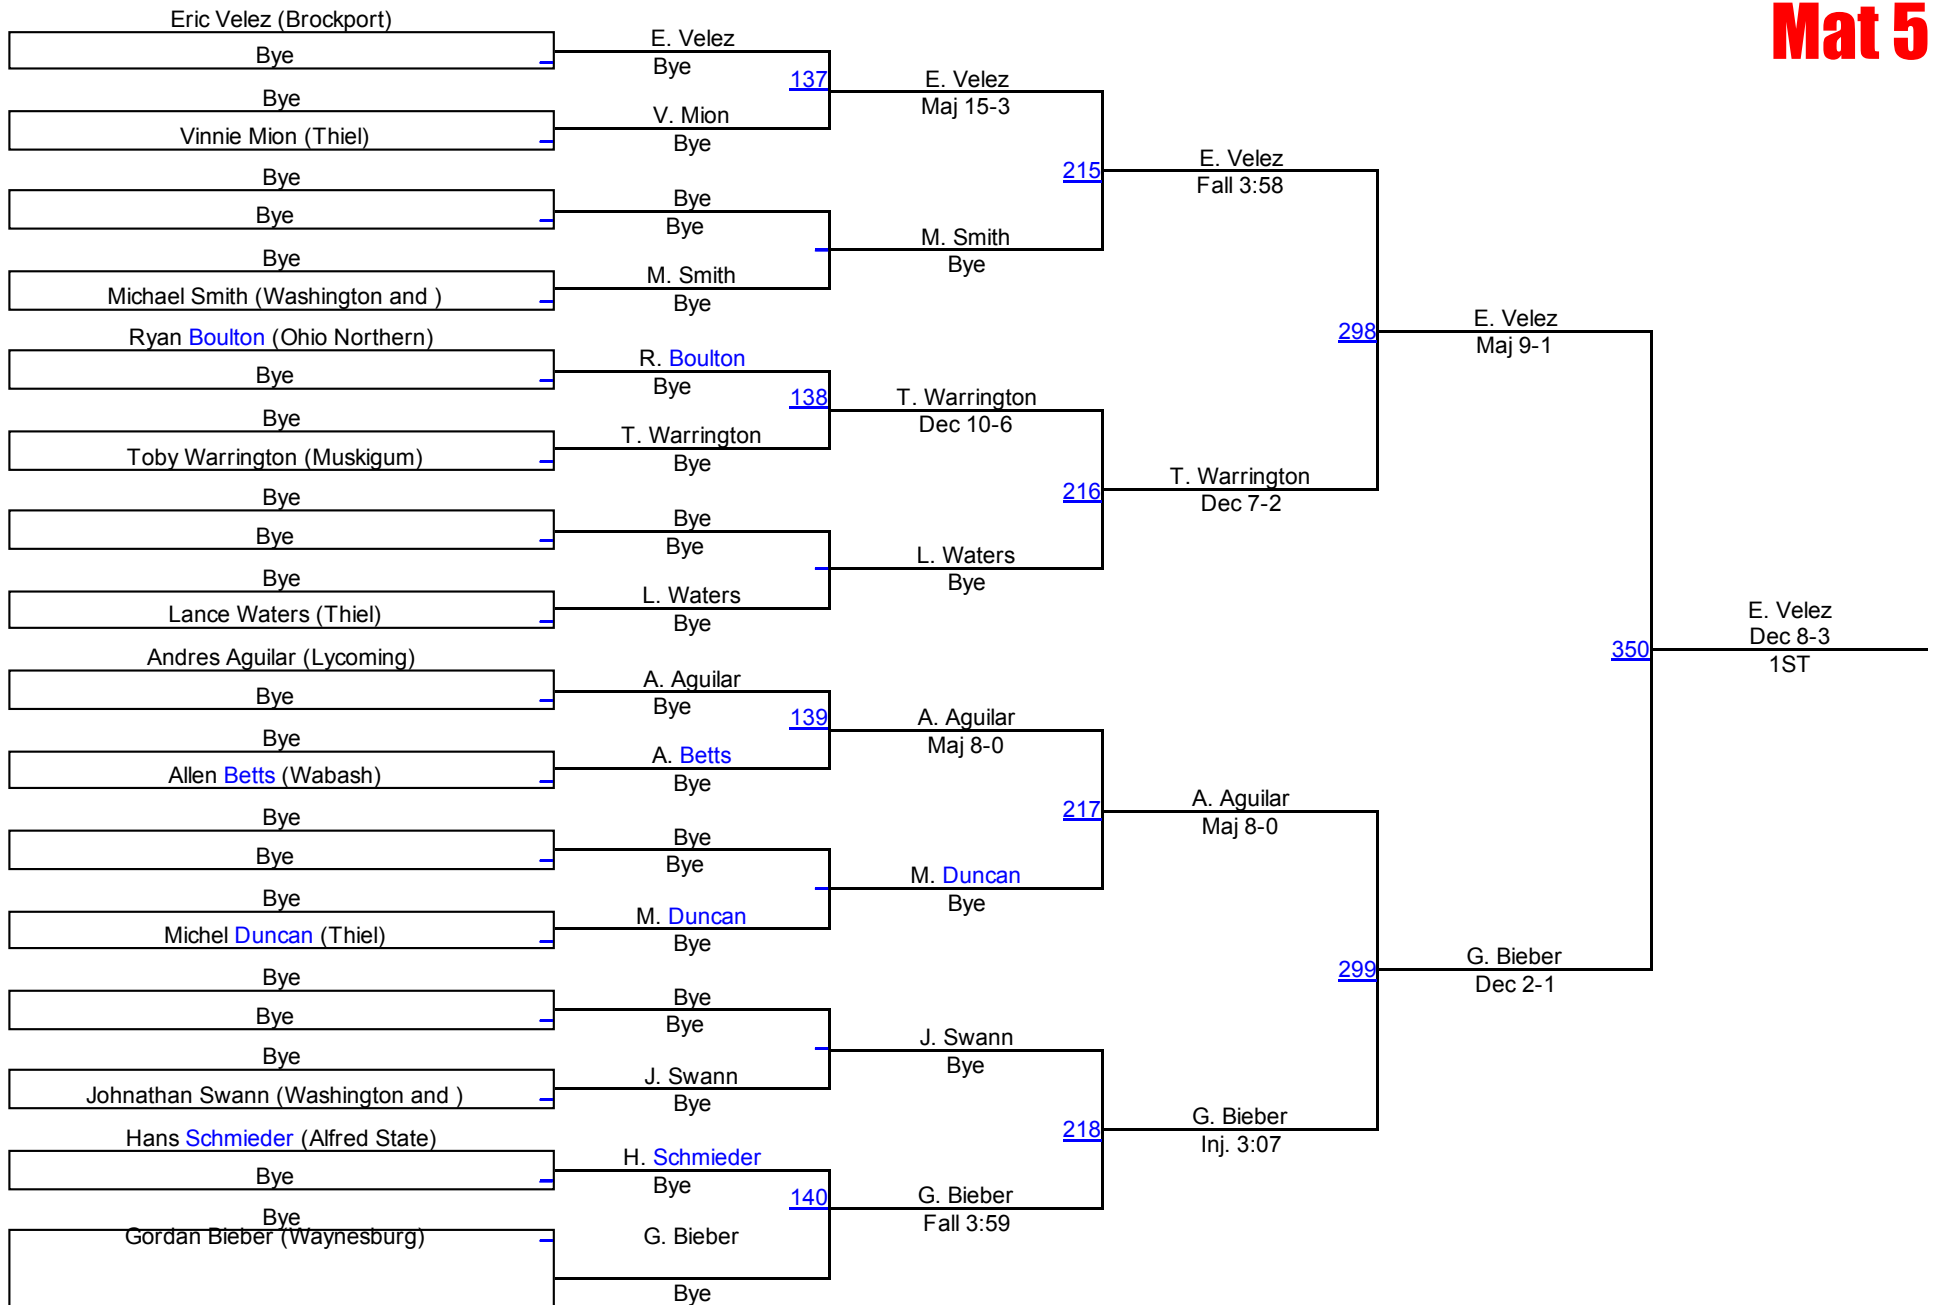 Mat 5
Eric Velez (Brockport)
Bye
Bye
Vinnie Mion (Thiel)
Bye
Bye
Bye
Michael Smith (Washington and )
Ryan Boulton (Ohio Northern)
Bye
Bye
Toby Warrington (Muskigum)
Bye
Bye
Bye
Lance Waters (Thiel)
Andres Aguilar (Lycoming)
Bye
Bye
Allen Betts (Wabash)
Bye
Bye
Bye
Michel Duncan (Thiel)
Bye
Bye
Bye
Johnathan Swann (Washington and )
Hans Schmieder (Alfred State)
Bye
Bye
Gordan Bieber (Waynesburg)
E. Velez
Bye
137
V. Mion
Bye
Bye
Bye
M. Smith
Bye
R. Boulton
Bye
138
T. Warrington
Bye
Bye
Bye
L. Waters
Bye
A. Aguilar
Bye
139
A. Betts
Bye
Bye
Bye
M. Duncan
Bye
Bye
Bye
J. Swann
Bye
H. Schmieder
Bye
140
G. Bieber
Bye
E. Velez
Maj 15-3
215
M. Smith
Bye
T. Warrington
Dec 10-6
216
L. Waters
Bye
A. Aguilar
Maj 8-0
217
M. Duncan
Bye
J. Swann
Bye
218
G. Bieber
Fall 3:59
E. Velez
Fall 3:58
298
T. Warrington
Dec 7-2
A. Aguilar
Maj 8-0
299
G. Bieber
Inj. 3:07
E. Velez
Maj 9-1
350
G. Bieber
Dec 2-1
E. Velez
Dec 8-3
1ST